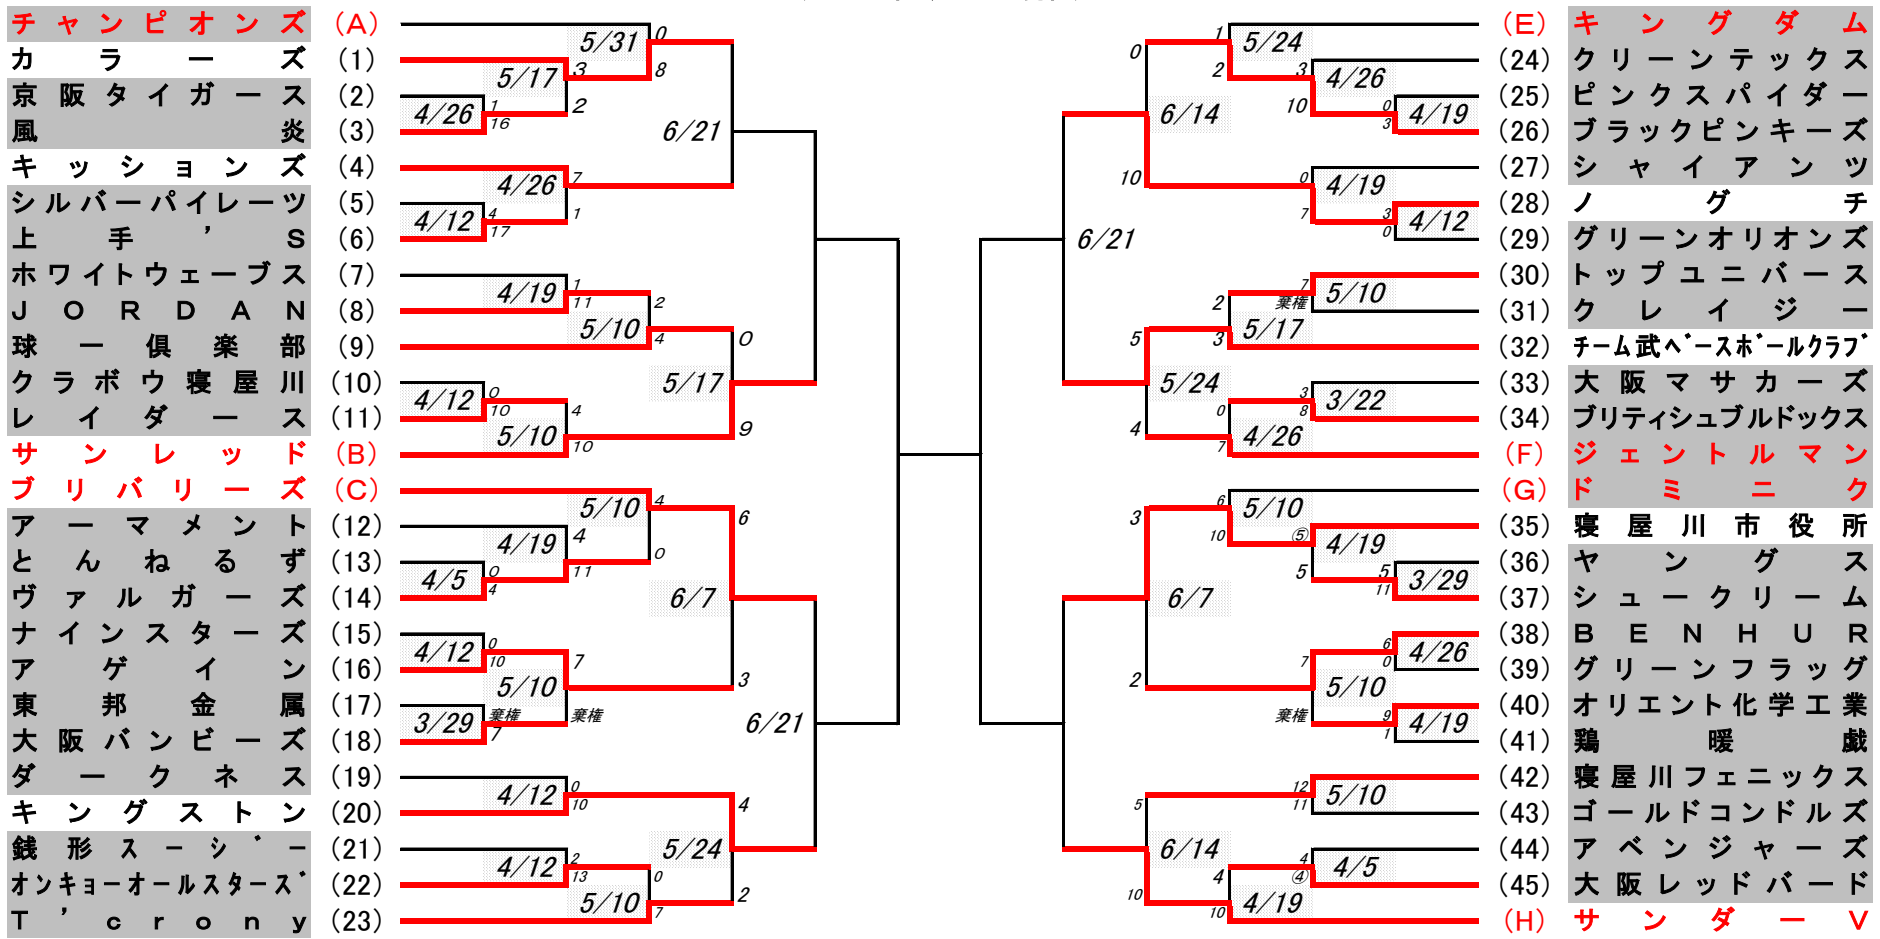 チャンピオンズ (A)
カラーズ (1)
京阪タイガース (2)
風炎 (3)
キッションズ (4)
シルバーパイレーツ (5)
上手'S (6)
ホワイトウェーブス (7)
JORDAN (8)
球一倶楽部 (9)
クラボウ寝屋川 (10)
レイダース (11)
サンレッド (B)
ブリバリーズ (C)
アーマメント (12)
とんねるず (13)
ヴァルガーズ (14)
ナインスターズ (15)
アゲイン (16)
東邦金属 (17)
大阪バンビーズ (18)
ダークネス (19)
キングストン (20)
銭形スーシ゛ー (21)
オンキョーオールスタース゛ (22)
T'crony (23)
5/31 0 8
5/17 3 2
4/26 1 16
6/21
4/26 7 1
4/12 4 17
4/19 1 11
5/10 2 4
5/17 0 9
4/12 0 10
5/10 4 10
5/10 4 0
4/19 4 11
4/5 0 4
6/7 6 3
4/12 0 10
5/10 7 棄権
3/29 棄権 7
6/21
4/12 0 10
5/24 4 2
4/12 2 13
5/10 0 7
(E) キングダム
(24) クリーンテックス
(25) ピンクスパイダー
(26) ブラックピンキーズ
(27) シャイアンツ
(28) ノグチ
(29) グリーンオリオンズ
(30) トップユニバース
(31) クレイジー
(32) チーム武ベースボールクラブ
(33) 大阪マサカーズ
(34) ブリティシュブルドックス
(F) ジェントルマン
(G) ドミニク
(35) 寝屋川市役所
(36) ヤングス
(37) シュークリーム
(38) BENHUR
(39) グリーンフラッグ
(40) オリエント化学工業
(41) 鶏暖戯
(42) 寝屋川フェニックス
(43) ゴールドコンドルズ
(44) アベンジャーズ
(45) 大阪レッドバード
(H) サンダーV
1 2 5/24
3 10 4/26
0 3 4/19
0 10 6/14
0 7 4/19
3 0 4/12
6/21
7 棄権 5/10
2 3 5/17
5 4 5/24
3 8 3/22
0 7 4/26
6 10 5/10
⑤ 5 4/19
5 11 3/29
3 2 6/7
6 0 4/26
7 棄権 5/10
9 1 4/19
12 11 5/10
5 10 6/14
4 ④ 4/5
4 10 4/19